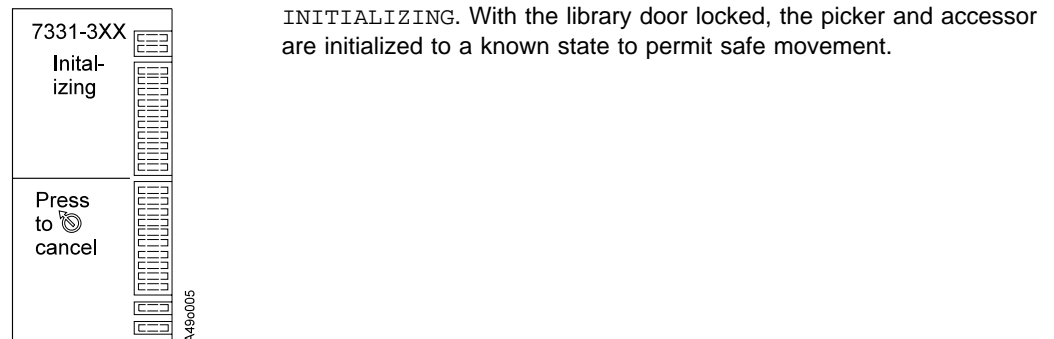 7331-3XX
Inital-
izing
Press
to
cancel
A49o005
INITIALIZING. With the library door locked, the picker and accessor
are initialized to a known state to permit safe movement.